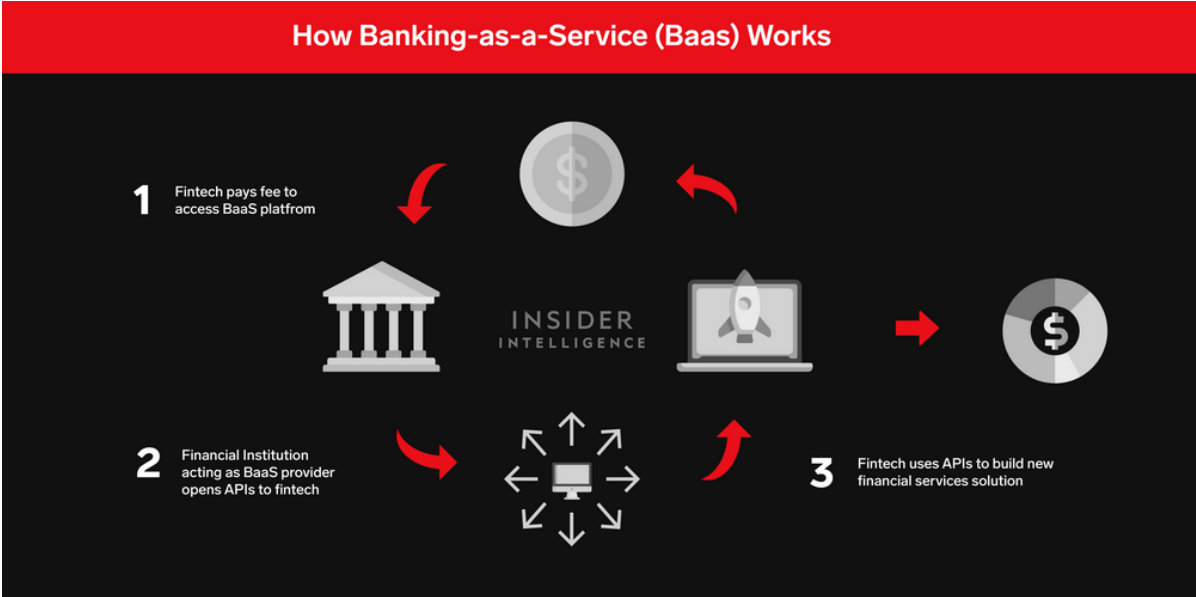 How Banking-as-a-Service (Baas) Works
1
Fintech pays fee to
access BaaS platfrom
INSIDER
INTELLIGENCE
2
Financial Institution
acting as BaaS provider
opens APIs to fintech
3
Fintech uses APIs to build new
financial services solution
$
$